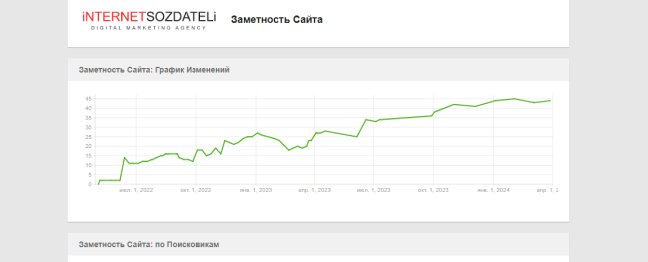 iNTERNETSOZDATELi
DIGITAL MARKETING AGENCY
Заметность Сайта
Заметность Сайта: График Изменений
45
40
35
30
25
20
15
10
5
0
июл. 1, 2022
окт. 1, 2022
янв. 1, 2023
апр. 1, 2023
июл. 1, 2023
окт. 1, 2023
янв. 1, 2024
апр. 1, 2
Заметность Сайта: по Поисковикам